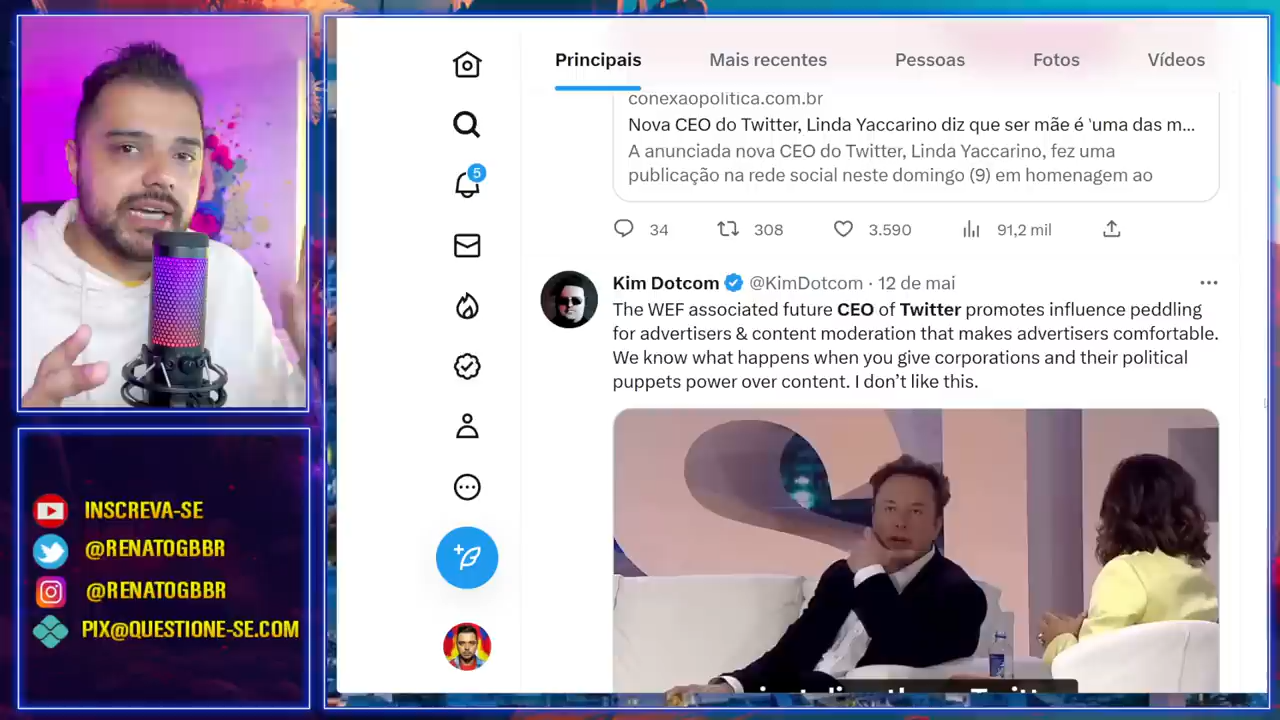 Principais
Mais recentes
Pessoas
Fotos
Vídeos
conexaopolitica.com.br
Nova CEO do Twitter, Linda Yaccarino diz que ser mãe é 'uma das m...
A anunciada nova CEO do Twitter, Linda Yaccarino, fez uma
publicação na rede social neste domingo (9) em homenagem ao
5
34
308
3.590
91,2 mil
Kim Dotcom @KimDotcom · 12 de mai
The WEF associated future CEO of Twitter promotes influence peddling
for advertisers & content moderation that makes advertisers comfortable.
We know what happens when you give corporations and their political
puppets power over content. I don’t like this.
INSCREVA-SE
@RENATOGBBR
@RENATOGBBR
PIX@QUESTIONE-SE.COM